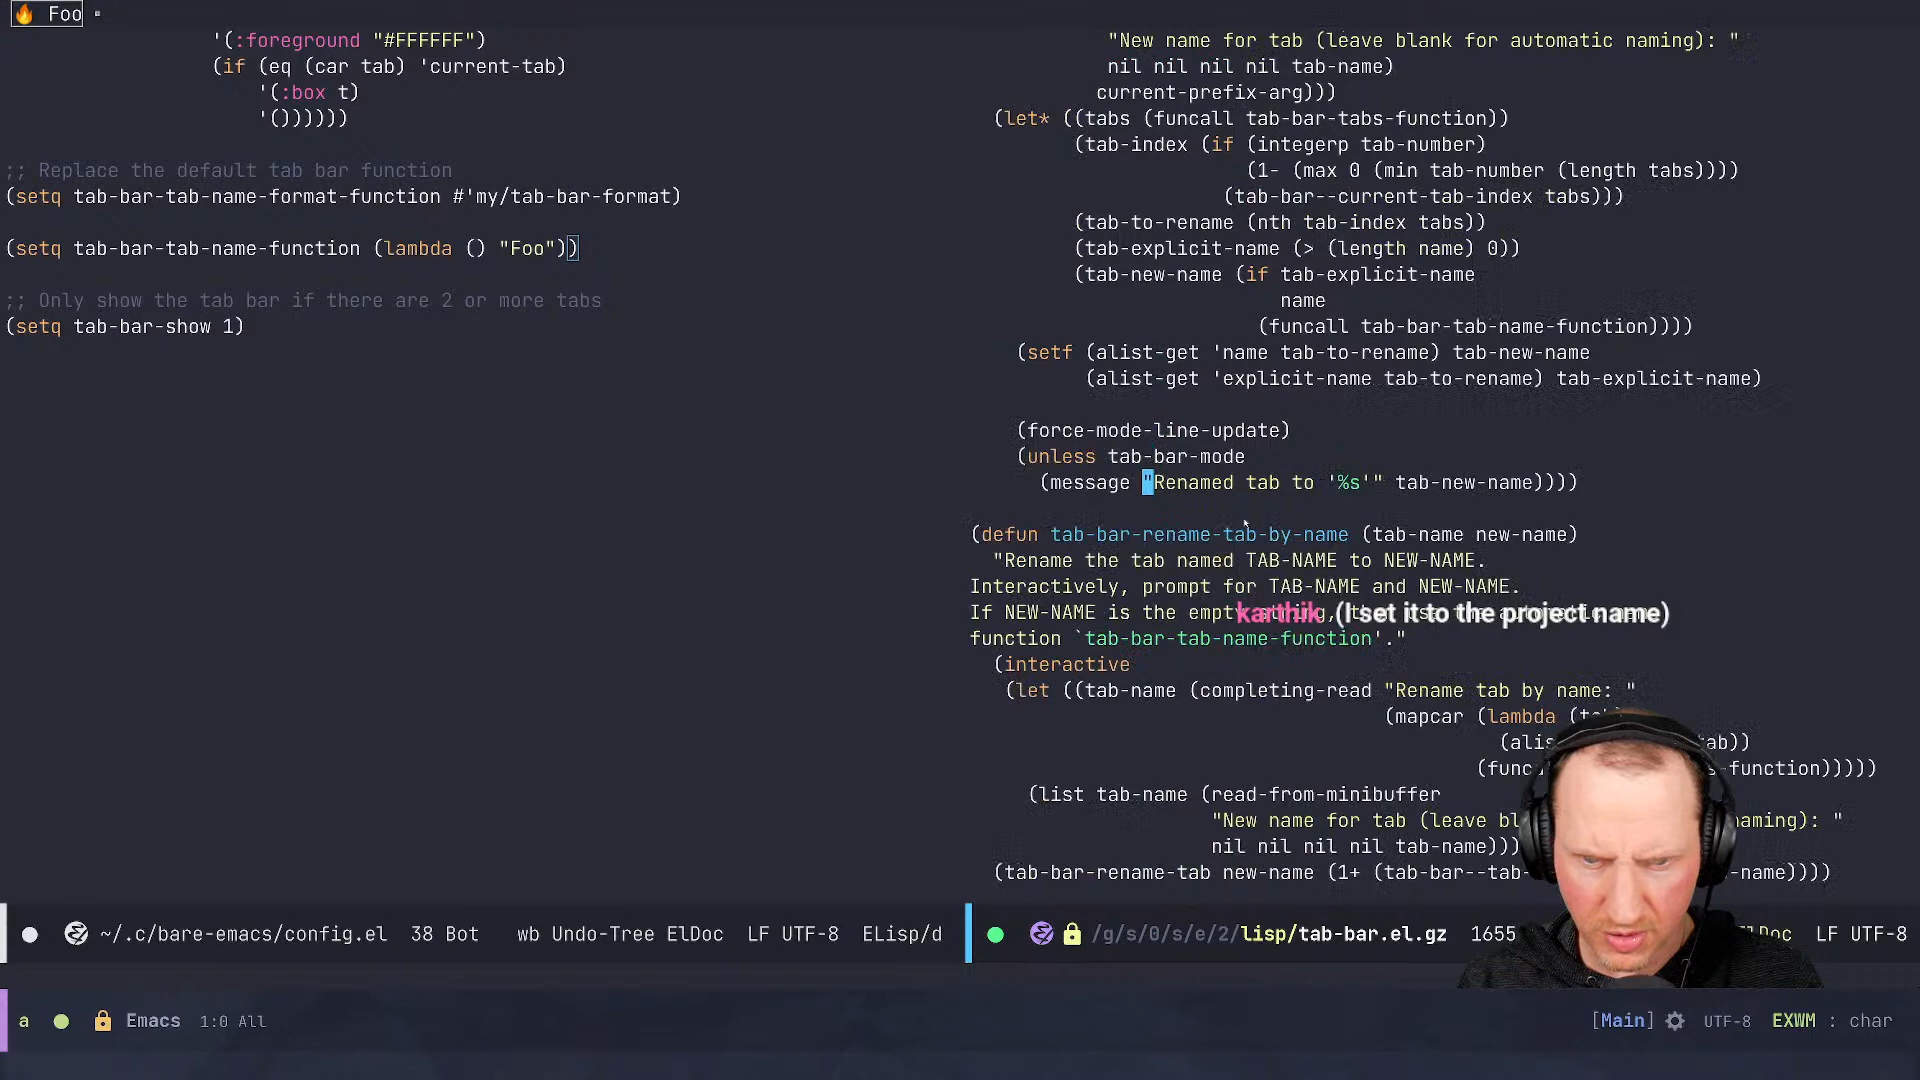 🔥 Foo
'(:foreground "#FFFFFF")
(if (eq (car tab) 'current-tab)
'(:box t)
'())))))
;; Replace the default tab bar function
(setq tab-bar-tab-name-format-function #'my/tab-bar-format)
(setq tab-bar-tab-name-function (lambda () "Foo"))
;; Only show the tab bar if there are 2 or more tabs
(setq tab-bar-show 1)
~/.c/bare-emacs/config.el 38 Bot wb Undo-Tree ElDoc LF UTF-8 ELisp/d
"New name for tab (leave blank for automatic naming): "
nil nil nil nil tab-name)
current-prefix-arg)))
(let* ((tabs (funcall tab-bar-tabs-function))
(tab-index (if (integerp tab-number)
(1- (max 0 (min tab-number (length tabs))))
(tab-bar--current-tab-index tabs)))
(tab-to-rename (nth tab-index tabs))
(tab-explicit-name (> (length name) 0))
(tab-new-name (if tab-explicit-name
name
(funcall tab-bar-tab-name-function))))
(setf (alist-get 'name tab-to-rename) tab-new-name
(alist-get 'explicit-name tab-to-rename) tab-explicit-name)
(force-mode-line-update)
(unless tab-bar-mode
(message "Renamed tab to '%s'" tab-new-name))))
(defun tab-bar-rename-tab-by-name (tab-name new-name)
"Rename the tab named TAB-NAME to NEW-NAME.
Interactively, prompt for TAB-NAME and NEW-NAME.
If NEW-NAME is the empty
karthik (I set it to the project name)
function `tab-bar-tab-name-function'."
(interactive
(let ((tab-name (completing-read "Rename tab by name: "
(mapcar (lambda
tab))
-function)))))
(list tab-name (read-from-minibuffer
"New name for tab (leave naming): "
nil nil nil nil tab-name)))
(tab-bar-rename-tab new-name (1+ (tab-bar--tab- -name))))
/g/s/0/s/e/2/lisp/tab-bar.el.gz 1655 LF UTF-8
a Emacs 1:0 All [Main] UTF-8 EXWM : char